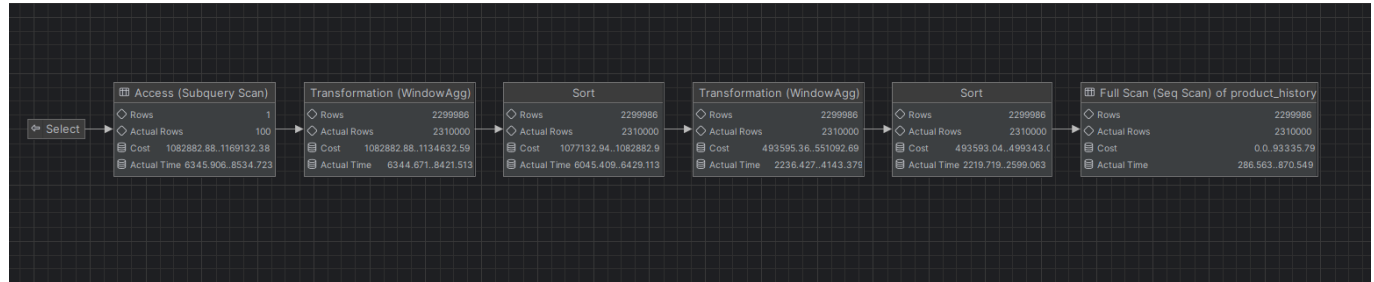 Select
Access (Subquery Scan)
Rows 1
Actual Rows 100
Cost 1082882.88..1169132.38
Actual Time 6345.906..8534.723
Transformation (WindowAgg)
Rows 2299986
Actual Rows 2310000
Cost 1082882.88..1134632.59
Actual Time 6344.671..8421.513
Sort
Rows 2299986
Actual Rows 2310000
Cost 1077132.94..1082882.9
Actual Time 6045.409..6429.113
Transformation (WindowAgg)
Rows 2299986
Actual Rows 2310000
Cost 493595.36..551092.69
Actual Time 2236.427..4143.379
Sort
Rows 2299986
Actual Rows 2310000
Cost 493593.04..499343.0
Actual Time 2219.719..2599.063
Full Scan (Seq Scan) of product_history
Rows 2299986
Actual Rows 2310000
Cost 0.0..93335.79
Actual Time 286.563..870.549